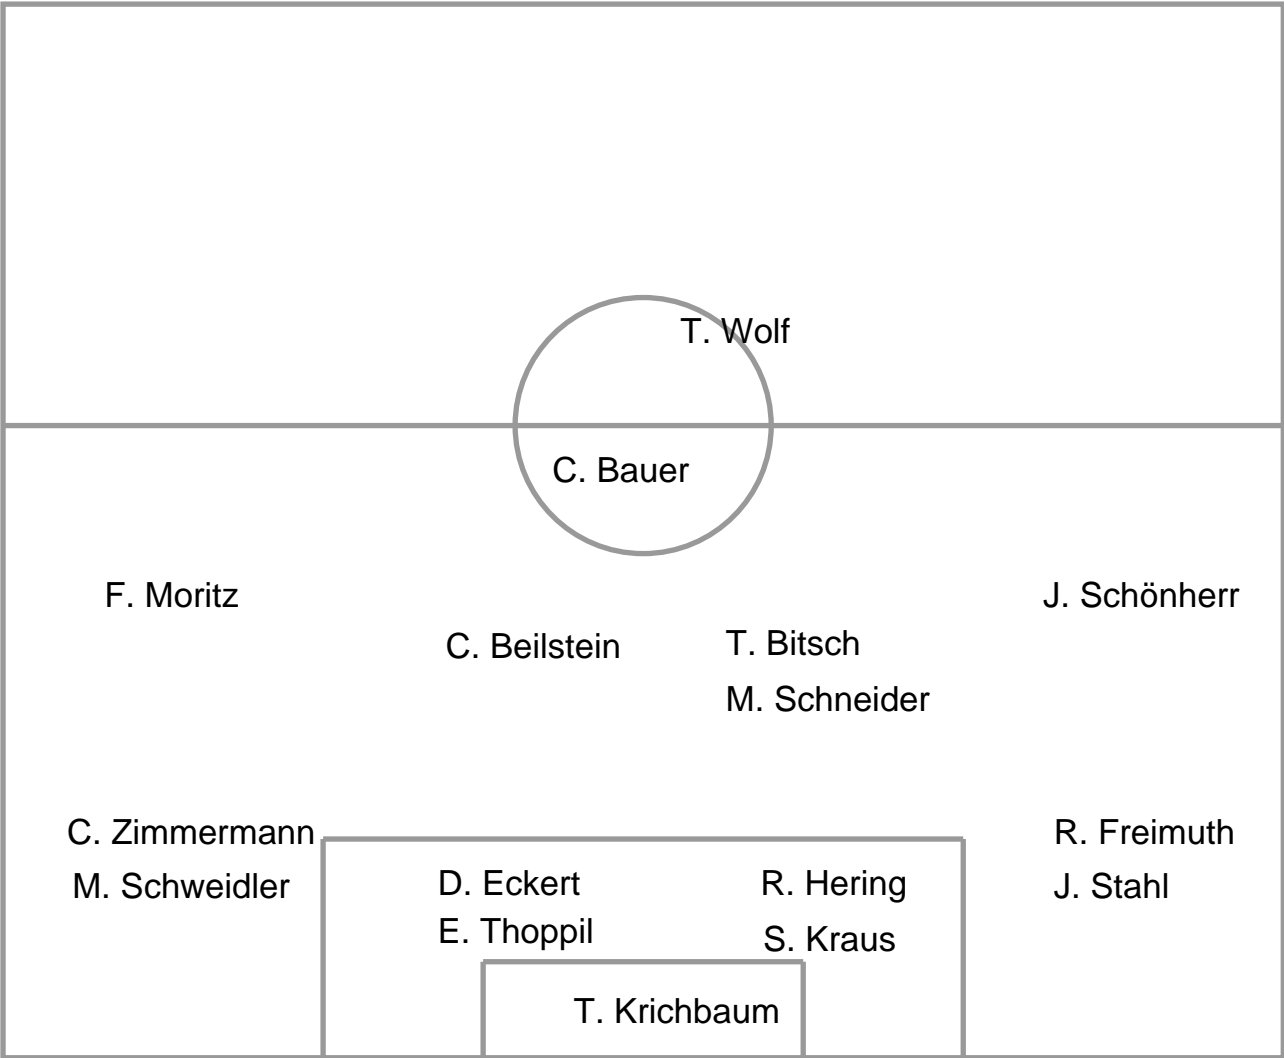 T. Wolf
C. Bauer
F. Moritz
J. Schönherr
C. Beilstein
T. Bitsch
M. Schneider
C. Zimmermann
R. Freimuth
M. Schweidler
D. Eckert
R. Hering
J. Stahl
E. Thoppil
S. Kraus
T. Krichbaum